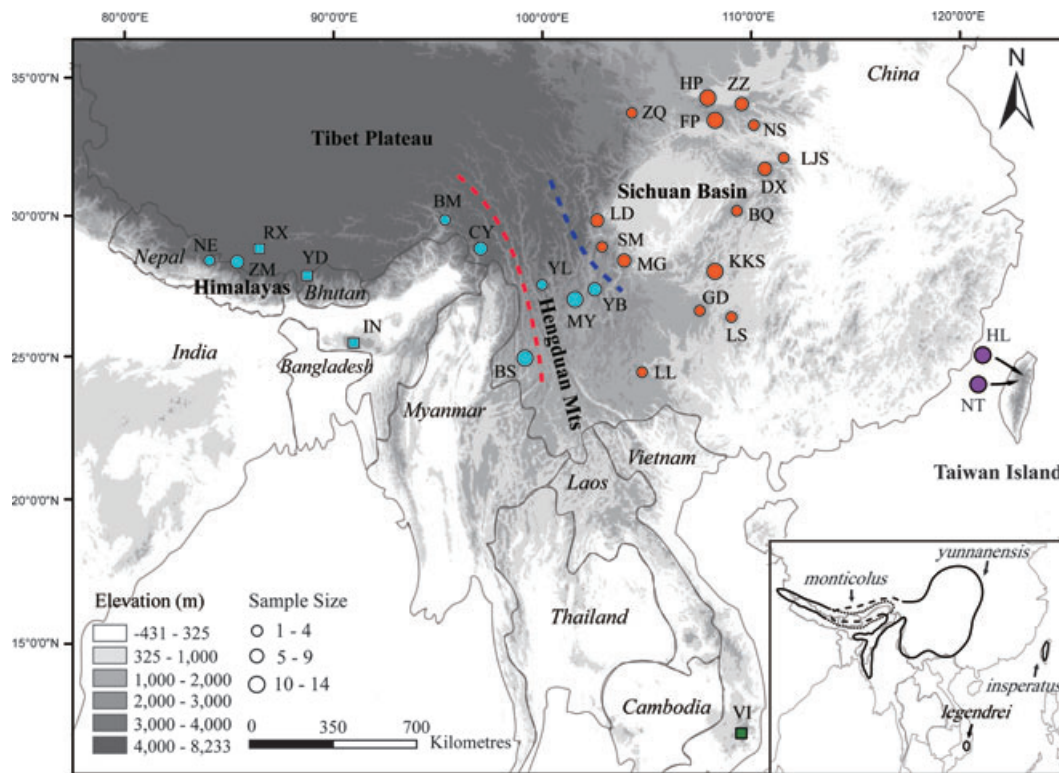 80°0'0"E 90°0'0"E 100°0'0"E 110°0'0"E 120°0'0"E
35°0'0"N
30°0'0"N
25°0'0"N
20°0'0"N
15°0'0"N
China
N
HP ZZ
ZQ FP NS
Tibet Plateau
LJS
DX
Sichuan Basin
BM LD BQ
CY SM
RX
NE MG KKS
Nepal ZM YD YL
Himalayas YB
Bhutan MY GD
LS
Hengduan Mts
IN HL
India Bangladesh BS LL
NT
Myanmar
Vietnam
Laos
Taiwan Island
Thailand
Cambodia VI
Elevation (m)
-431 - 325
325 - 1,000
1,000 - 2,000
2,000 - 3,000
3,000 - 4,000
4,000 - 8,233
Sample Size
1 - 4
5 - 9
10 - 14
0 350 700
Kilometres
yunnanensis
monticolus
insperatus
legendrei